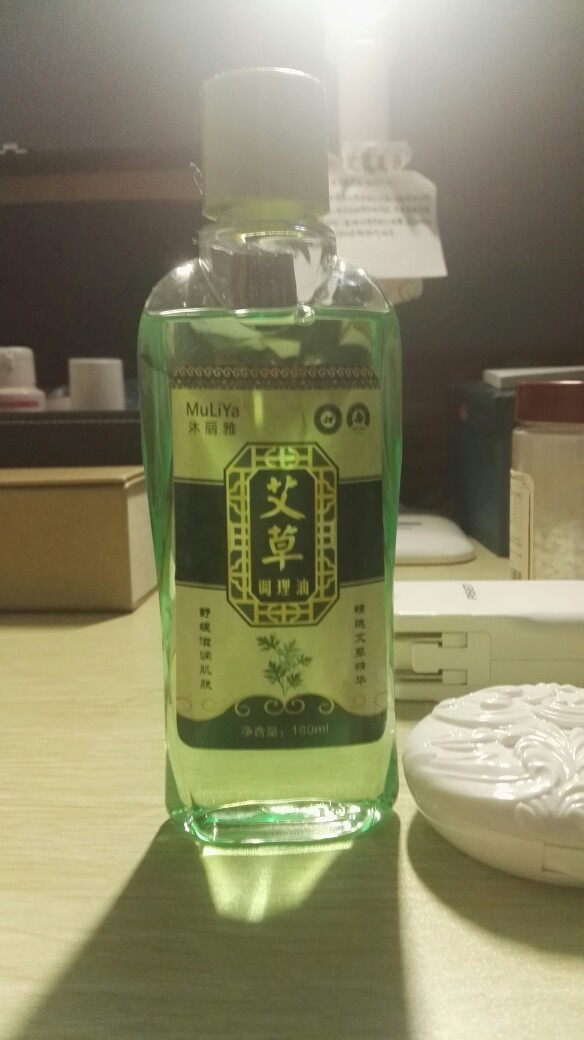 MuLiYa
沐丽雅
艾草
调理油
舒缓滋润肌肤
精选艾草精华
净含量：180ml